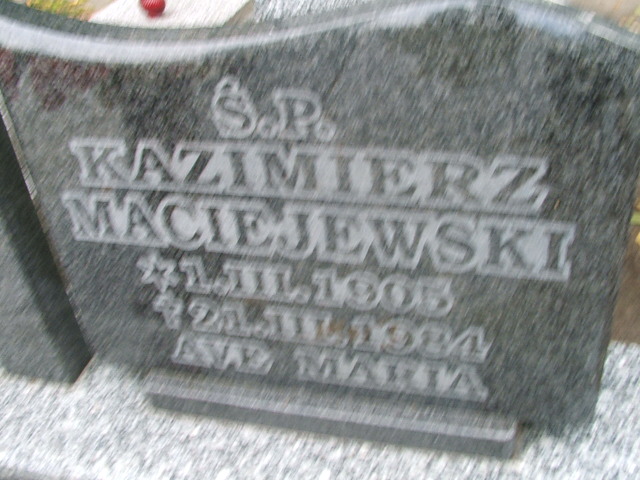 Ś.P.
KAZIMIERZ
MACIEJEWSKI
* 1.III.1905
† 21.III.1984
AVE MARIA